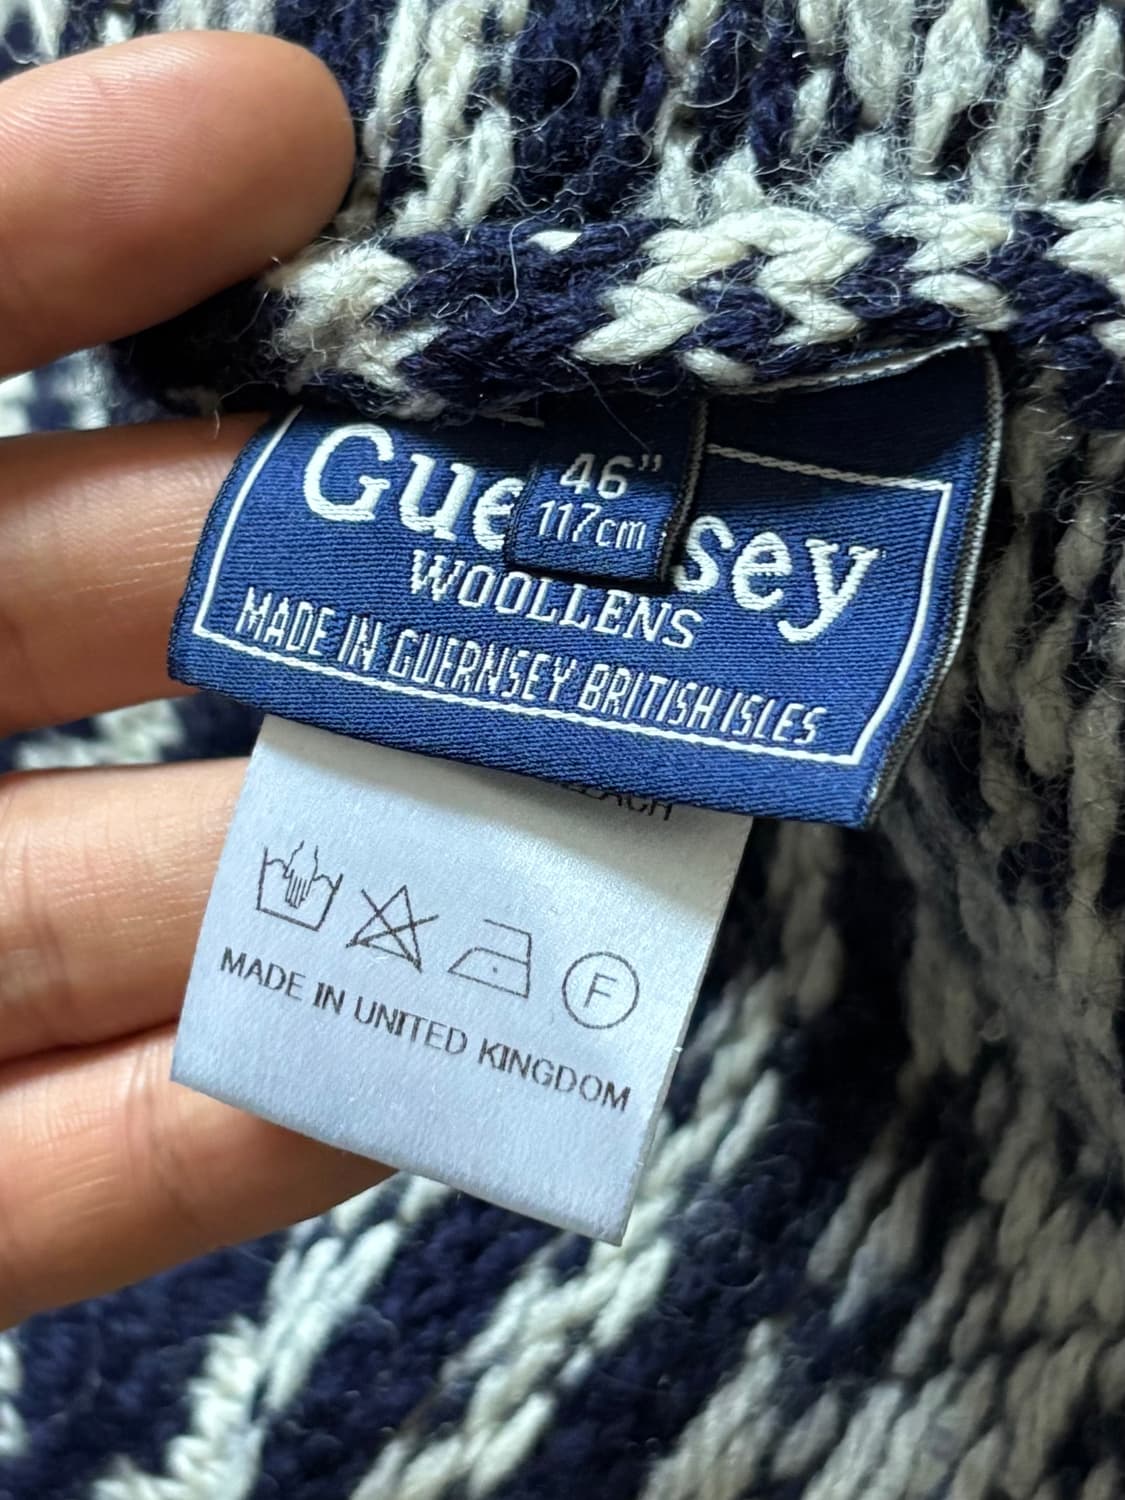 Gue sey
46”
117cm
WOOLLENS
MADE IN GUERNSEY BRITISH ISLES
F
MADE IN UNITED KINGDOM